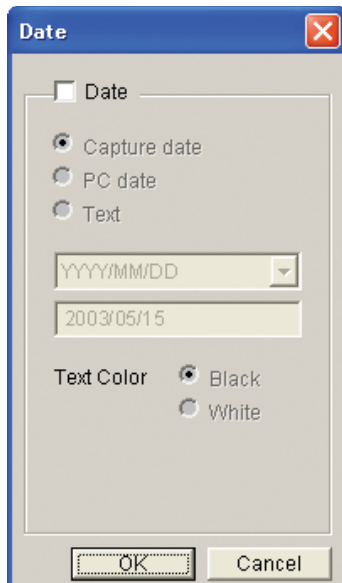 Date
Date
Capture date
PC date
Text
YYYY/MM/DD
2003/05/15
Text Color Black
White
OK Cancel